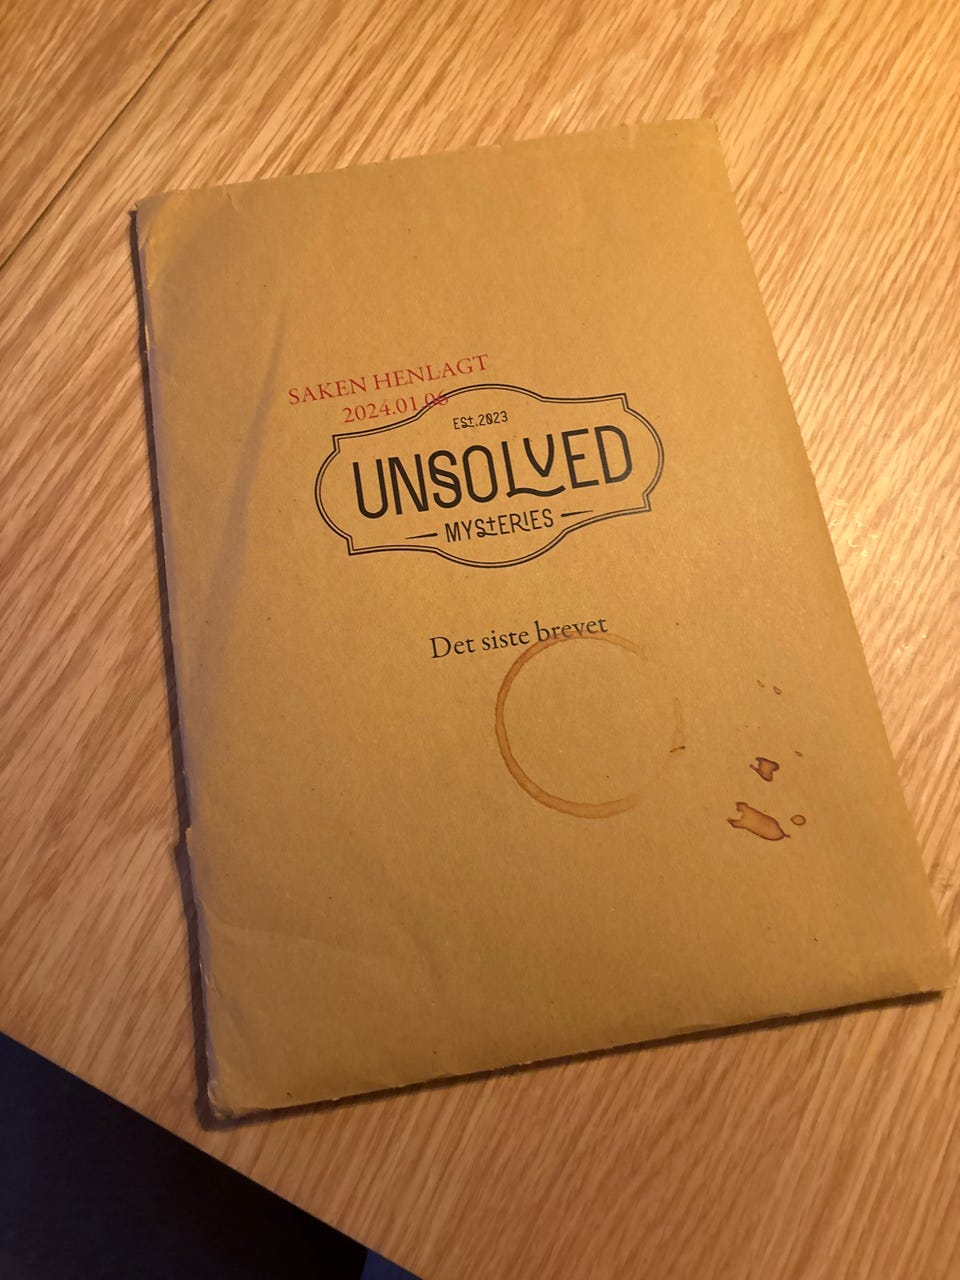 SAKEN HENLAGT
2024.01.06
EST.2023
UNSOLVED
MYSTERIES
Det siste brevet